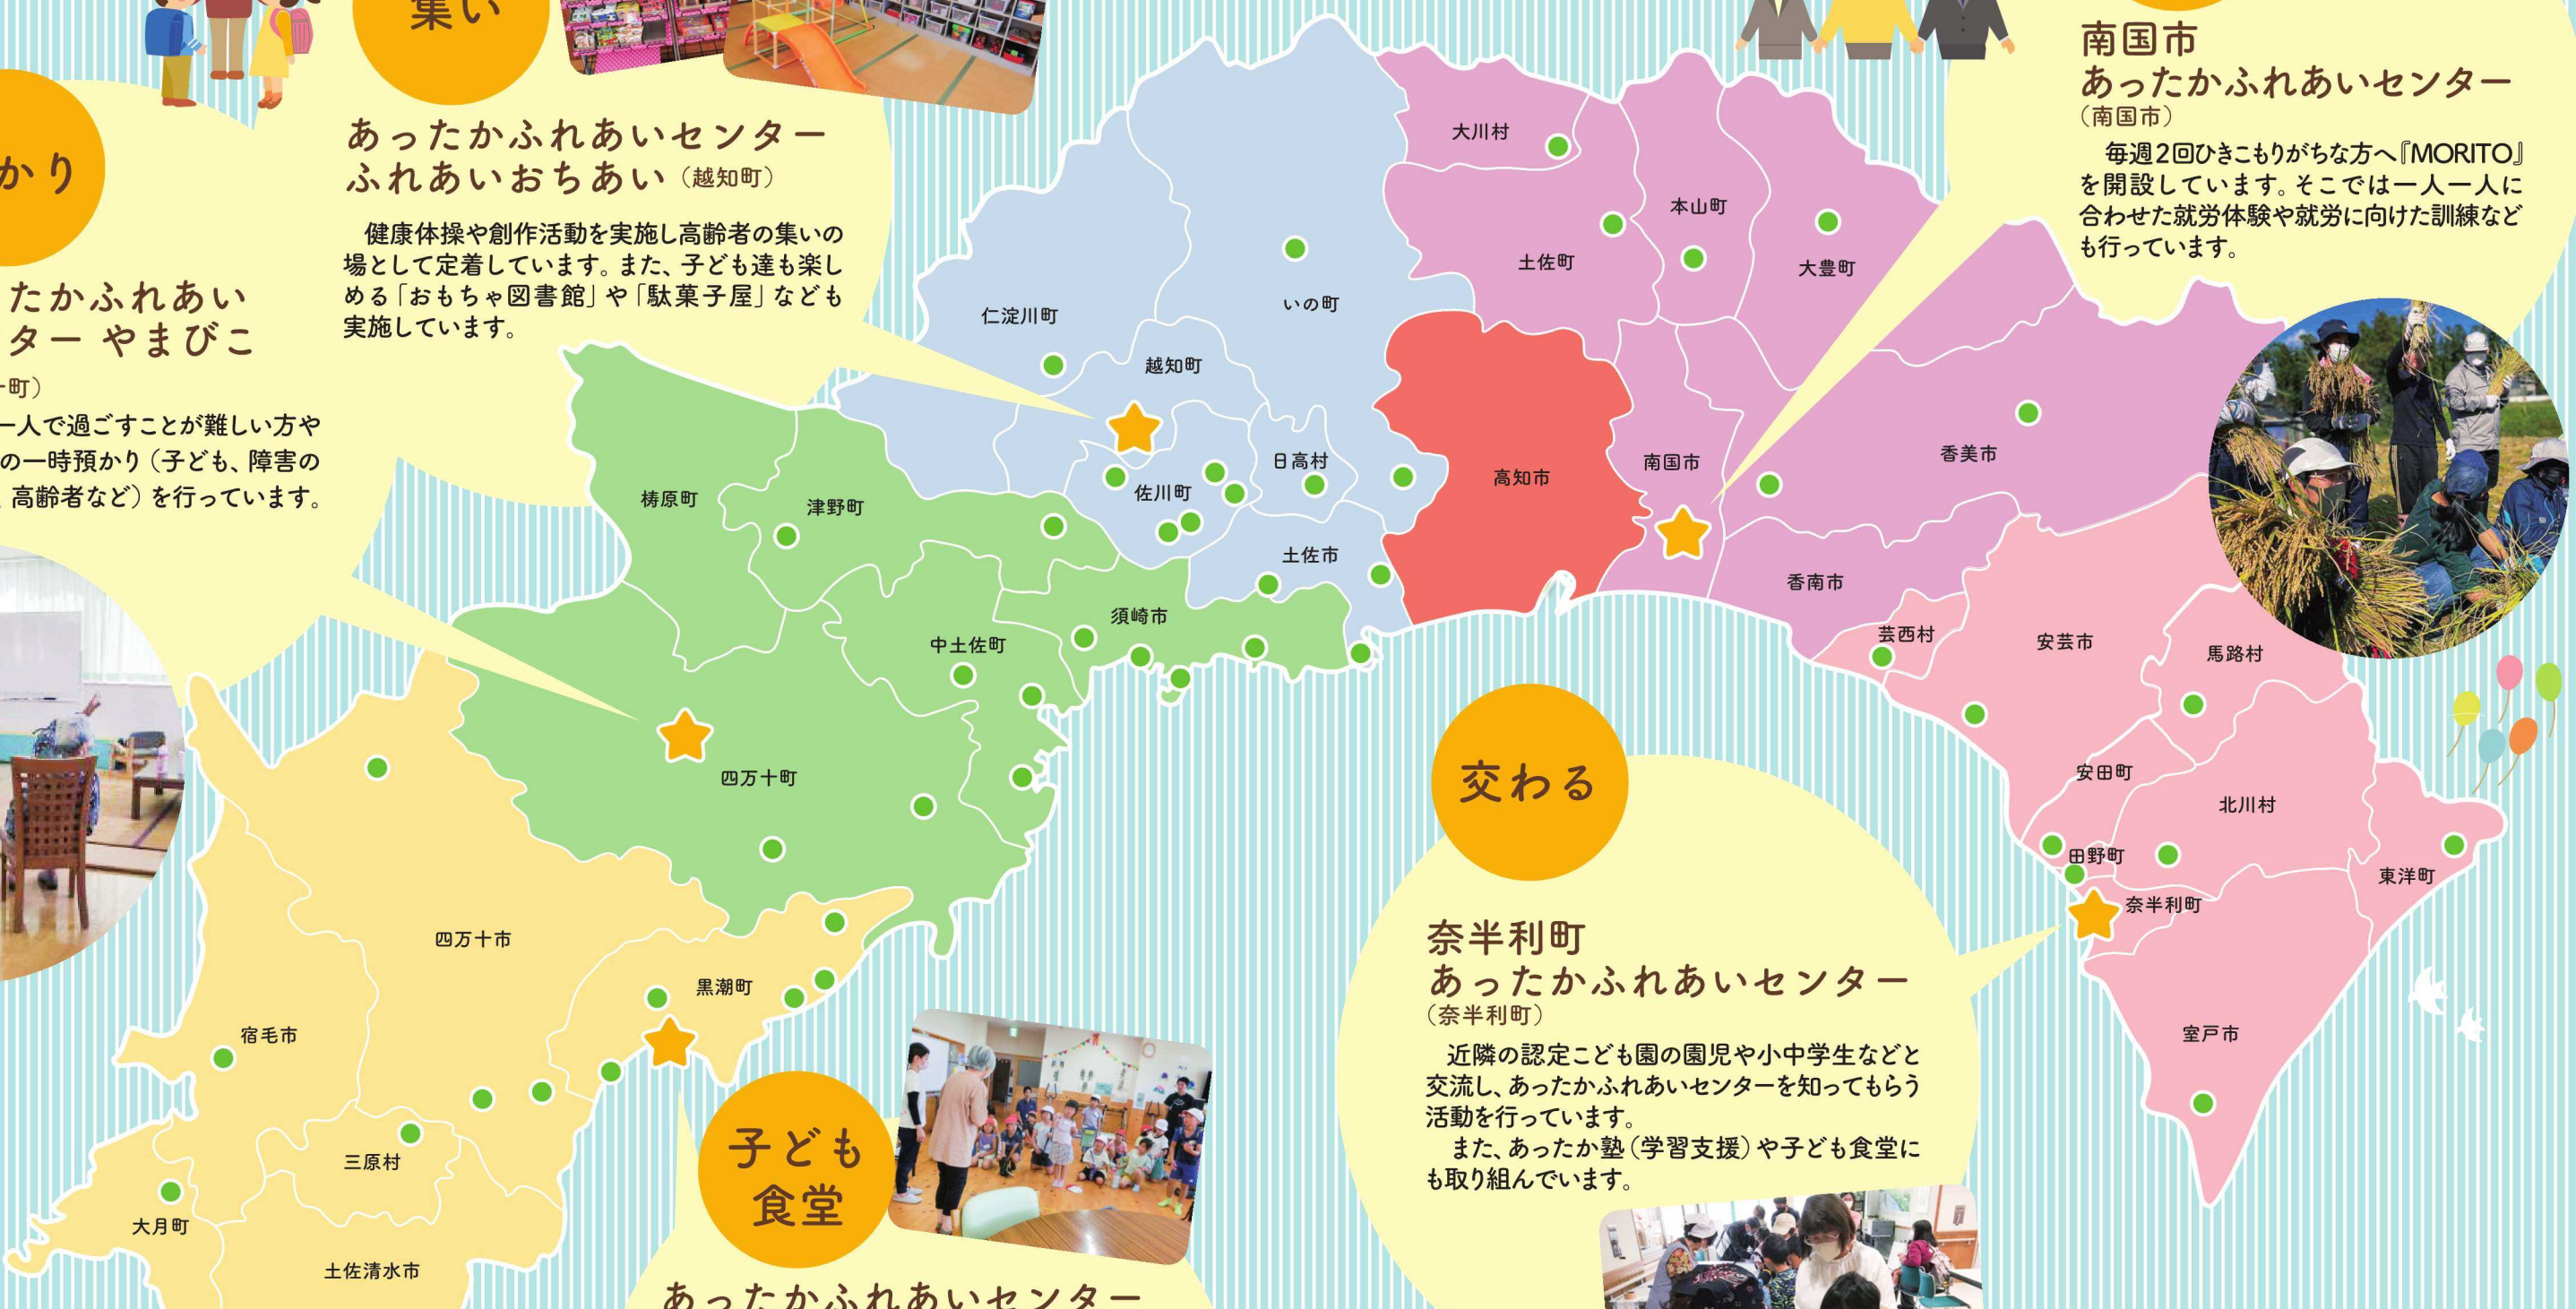 集い
あったかふれあいセンター
ふれあいおちあい（越知町）
健康体操や創作活動を実施し高齢者の集いの
場として定着しています。また、子ども達も楽し
める「おもちゃ図書館」や「駄菓子屋」なども
実施しています。
かり
たかふれあい
ター やまびこ
町）
一人で過ごすことが難しい方や
の一時預かり（子ども、障害の
、高齢者など）を行っています。
南国市
あったかふれあいセンター
（南国市）
毎週2回ひきこもりがちな方へ『MORITO』
を開設しています。そこでは一人一人に
合わせた就労体験や就労に向けた訓練など
も行っています。
大川村
本山町
土佐町
大豊町
いの町
仁淀川町
越知町
日高村
佐川町
土佐市
高知市
南国市
香美市
香南市
梼原町
津野町
須崎市
中土佐町
四万十町
芸西村
安芸市
馬路村
安田町
北川村
田野町
東洋町
奈半利町
室戸市
四万十市
黒潮町
宿毛市
三原村
大月町
土佐清水市
交わる
奈半利町
あったかふれあいセンター
（奈半利町）
近隣の認定こども園の園児や小中学生などと
交流し、あったかふれあいセンターを知ってもらう
活動を行っています。
また、あったか塾（学習支援）や子ども食堂に
も取り組んでいます。
子ども
食堂
あったかふれあいセンター